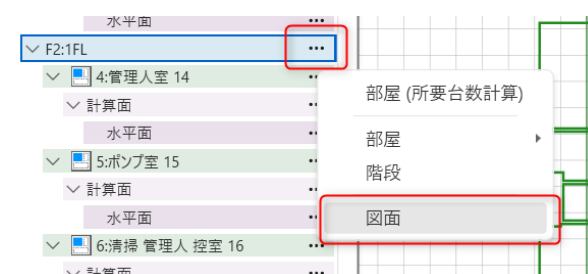 水平面 •••
F2:1FL •••
4:管理人室 14
計算面
水平面
5:ポンプ室 15
計算面
水平面
6:清掃 管理人 控室 16 •••
計算面
部屋 (所要台数計算)
部屋
階段
図面